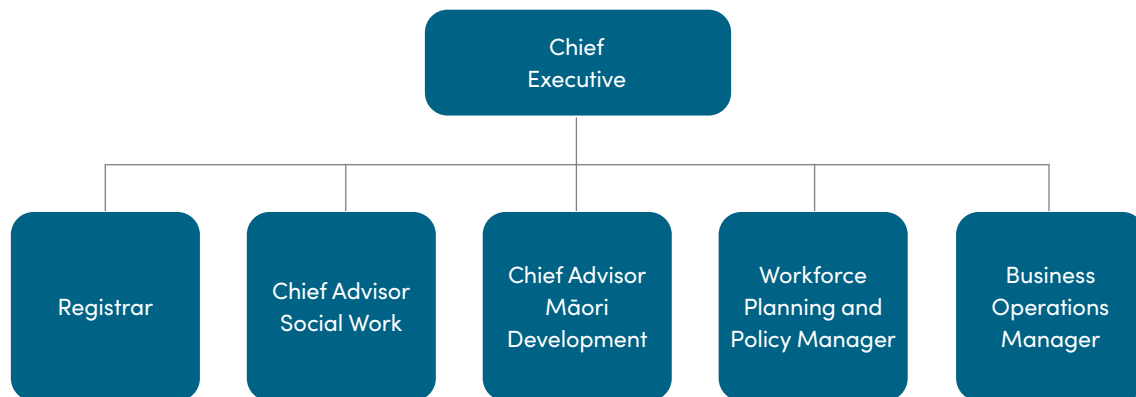 Chief
Executive
Registrar
Chief Advisor
Social Work
Chief Advisor
Māori
Development
Workforce
Planning and
Policy Manager
Business
Operations
Manager